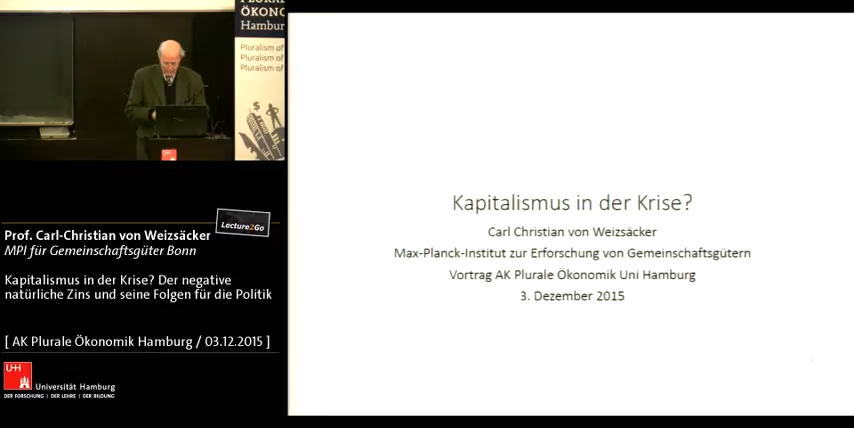 ÖKONO
Hambur
Pluralism of
Pluralism of
Pluralism of
Lecture2Go
Prof. Carl-Christian von Weizsäcker
MPI für Gemeinschaftsgüter Bonn
Kapitalismus in der Krise? Der negative
natürliche Zins und seine Folgen für die Politik
[ AK Plurale Ökonomik Hamburg / 03.12.2015 ]
UH
Universität Hamburg
DER FORSCHUNG | DER LEHRE | DER BILDUNG
Kapitalismus in der Krise?
Carl Christian von Weizsäcker
Max-Planck-Institut zur Erforschung von Gemeinschaftsgütern
Vortrag AK Plurale Ökonomik Uni Hamburg
3. Dezember 2015